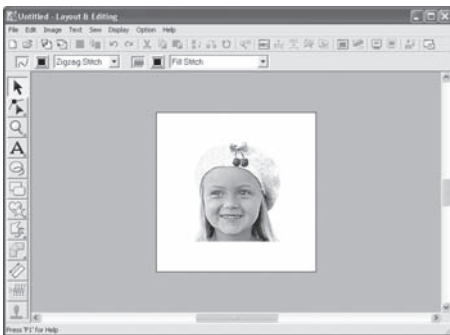 Untitled - Layout & Editing
File Edit Image Text Sew Display Option Help
Zigzag Stitch Fill Stitch
A
Press 'F1' for Help